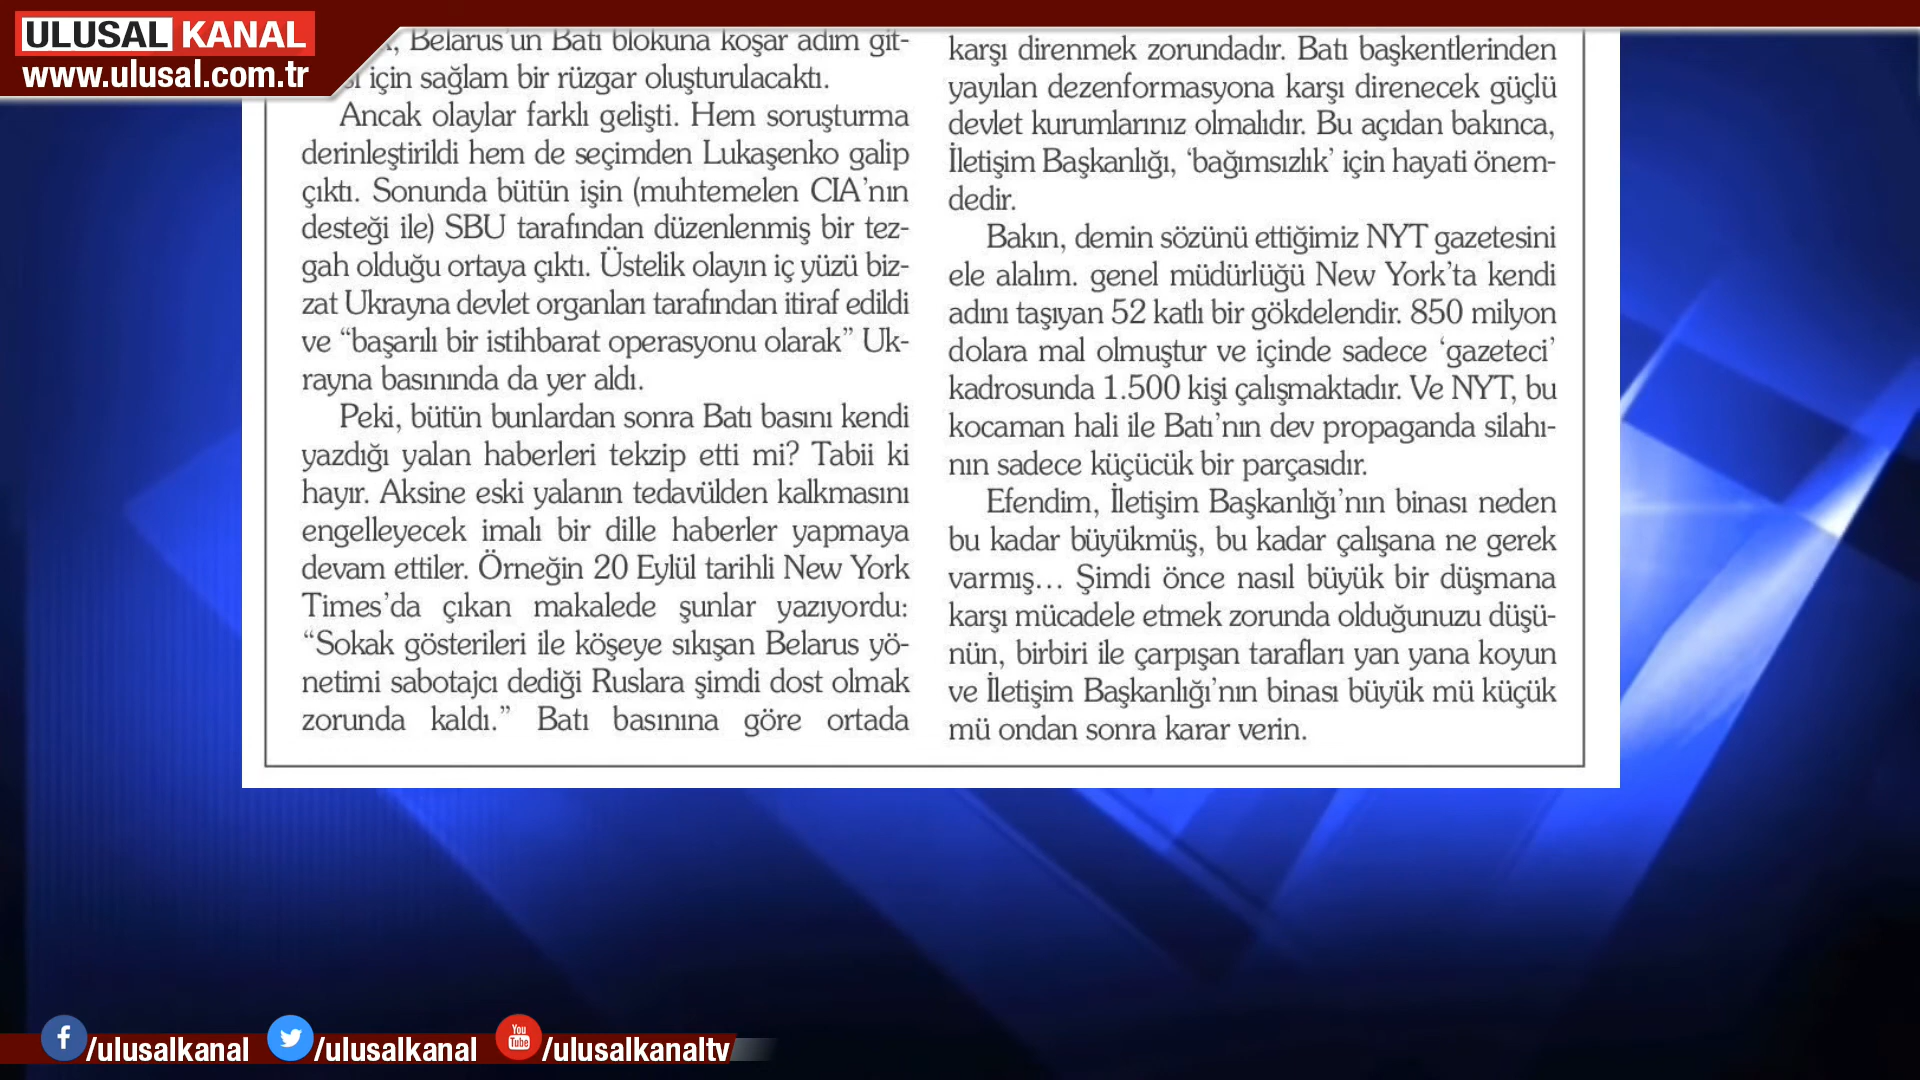 ULUSAL KANAL
www.ulusal.com.tr
Belarus'un Batı blokuna koşar adım git-
için sağlam bir rüzgar oluşturulacaktı.
Ancak olaylar farklı gelişti. Hem soruşturma
derinleştirildi hem de seçimden Lukaşenko galip
çıktı. Sonunda bütün işin (muhtemelen CIA'nın
desteği ile) SBU tarafından düzenlenmiş bir tez-
gah olduğu ortaya çıktı. Üstelik olayın iç yüzü biz-
zat Ukrayna devlet organları tarafından itiraf edildi
ve “başarılı bir istihbarat operasyonu olarak” Uk-
rayna basınında da yer aldı.
Peki, bütün bunlardan sonra Batı basını kendi
yazdığı yalan haberleri tekzip etti mi? Tabii ki
hayır. Aksine eski yalanın tedavülden kalkmasını
engelleyecek imalı bir dille haberler yapmaya
devam ettiler. Örneğin 20 Eylül tarihli New York
Times'da çıkan makalede şunlar yazıyordu:
“Sokak gösterileri ile köşeye sıkışan Belarus yö-
netimi sabotajcı dediği Ruslara şimdi dost olmak
zorunda kaldı.” Batı basınına göre ortada
karşı direnmek zorundadır. Batı başkentlerinden
yayılan dezenformasyona karşı direnecek güçlü
devlet kurumlarınız olmalıdır. Bu açıdan bakınca,
İletişim Başkanlığı, ‘bağımsızlık’ için hayati önem-
dedir.
Bakın, demin sözünü ettiğimiz NYT gazetesini
ele alalım. genel müdürlüğü New York'ta kendi
adını taşıyan 52 katlı bir gökdelendir. 850 milyon
dolara mal olmuştur ve içinde sadece ‘gazeteci’
kadrosunda 1.500 kişi çalışmaktadır. Ve NYT, bu
kocaman hali ile Batı'nın dev propaganda silahı-
nın sadece küçücük bir parçasıdır.
Efendim, İletişim Başkanlığı'nın binası neden
bu kadar büyükmüş, bu kadar çalışana ne gerek
varmış… Şimdi önce nasıl büyük bir düşmana
karşı mücadele etmek zorunda olduğunuzu düşü-
nün, birbiri ile çarpışan tarafları yan yana koyun
ve İletişim Başkanlığı'nın binası büyük mü küçük
mü ondan sonra karar verin.
/ulusalkanal
/ulusalkanal
You Tube
/ulusalkanaltv